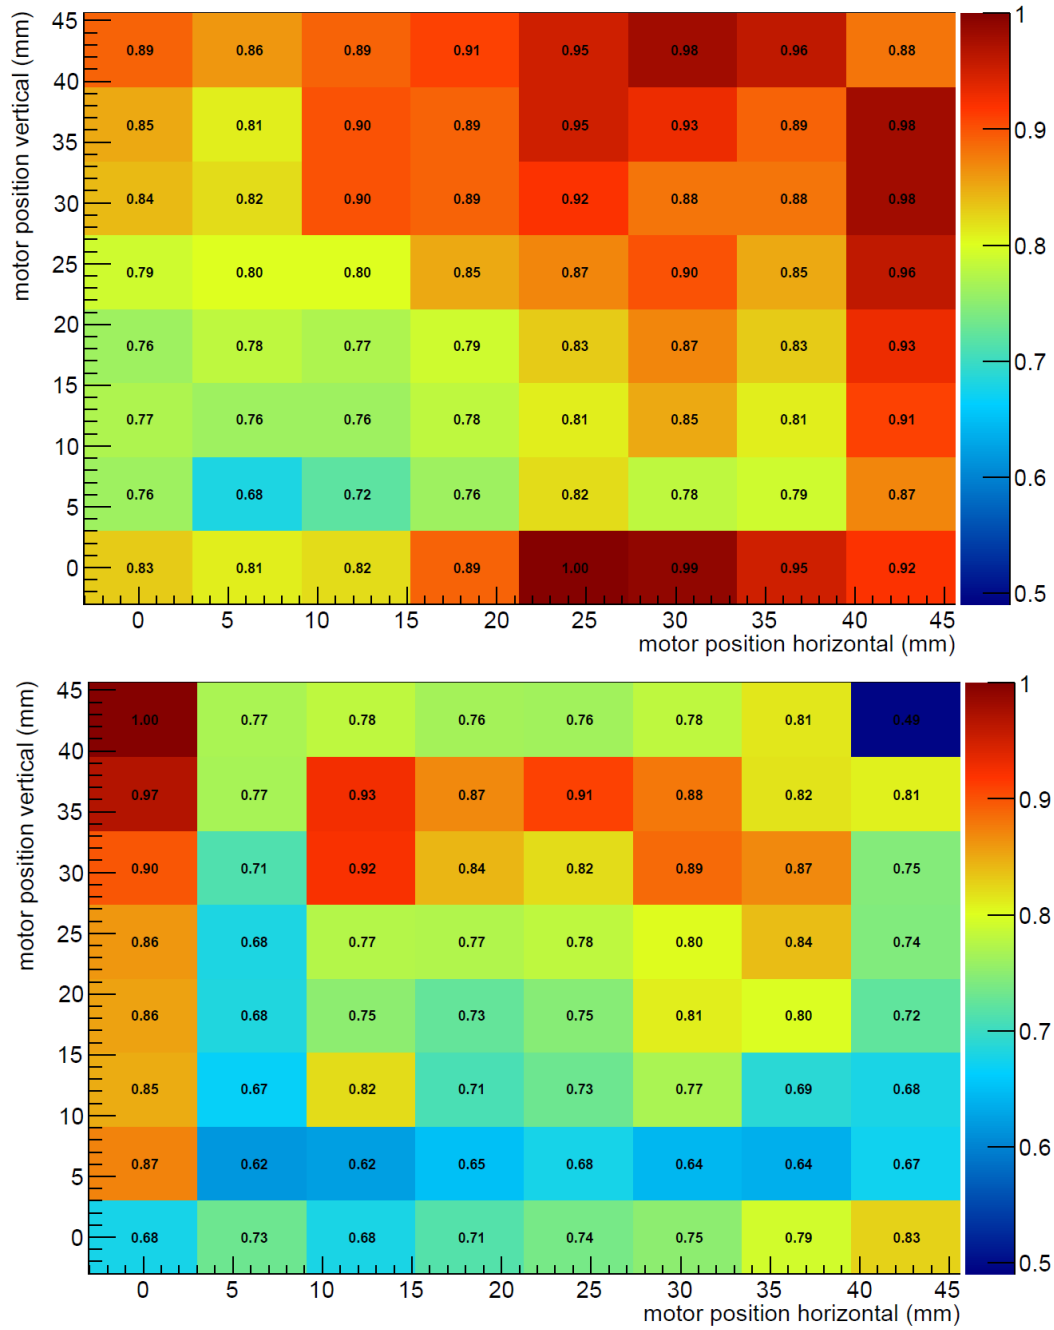 45 0.89 0.86 0.89 0.91 0.95 0.98 0.96 0.88 1
40
35 0.85 0.81 0.90 0.89 0.95 0.93 0.89 0.98 0.9
30 0.84 0.82 0.90 0.89 0.92 0.88 0.88 0.98
25 0.79 0.80 0.80 0.85 0.87 0.90 0.85 0.96 0.8
20 0.76 0.78 0.77 0.79 0.83 0.87 0.83 0.93 0.7
15
10 0.77 0.76 0.76 0.78 0.81 0.85 0.81 0.91 0.6
5 0.76 0.68 0.72 0.76 0.82 0.78 0.79 0.87
0 0.83 0.81 0.82 0.89 1.00 0.99 0.95 0.92 0.5
motor position vertical (mm)
0 5 10 15 20 25 30 35 40 45
motor position horizontal (mm)
45 1.00 0.77 0.78 0.76 0.76 0.78 0.81 0.49 1
40
35 0.97 0.77 0.93 0.87 0.91 0.88 0.82 0.81 0.9
30 0.90 0.71 0.92 0.84 0.82 0.89 0.87 0.75
25 0.86 0.68 0.77 0.77 0.78 0.80 0.84 0.74 0.8
20 0.86 0.68 0.75 0.73 0.75 0.81 0.80 0.72 0.7
15
10 0.85 0.67 0.82 0.71 0.73 0.77 0.69 0.68 0.6
5 0.87 0.62 0.62 0.65 0.68 0.64 0.64 0.67
0 0.68 0.73 0.68 0.71 0.74 0.75 0.79 0.83 0.5
motor position vertical (mm)
0 5 10 15 20 25 30 35 40 45
motor position horizontal (mm)